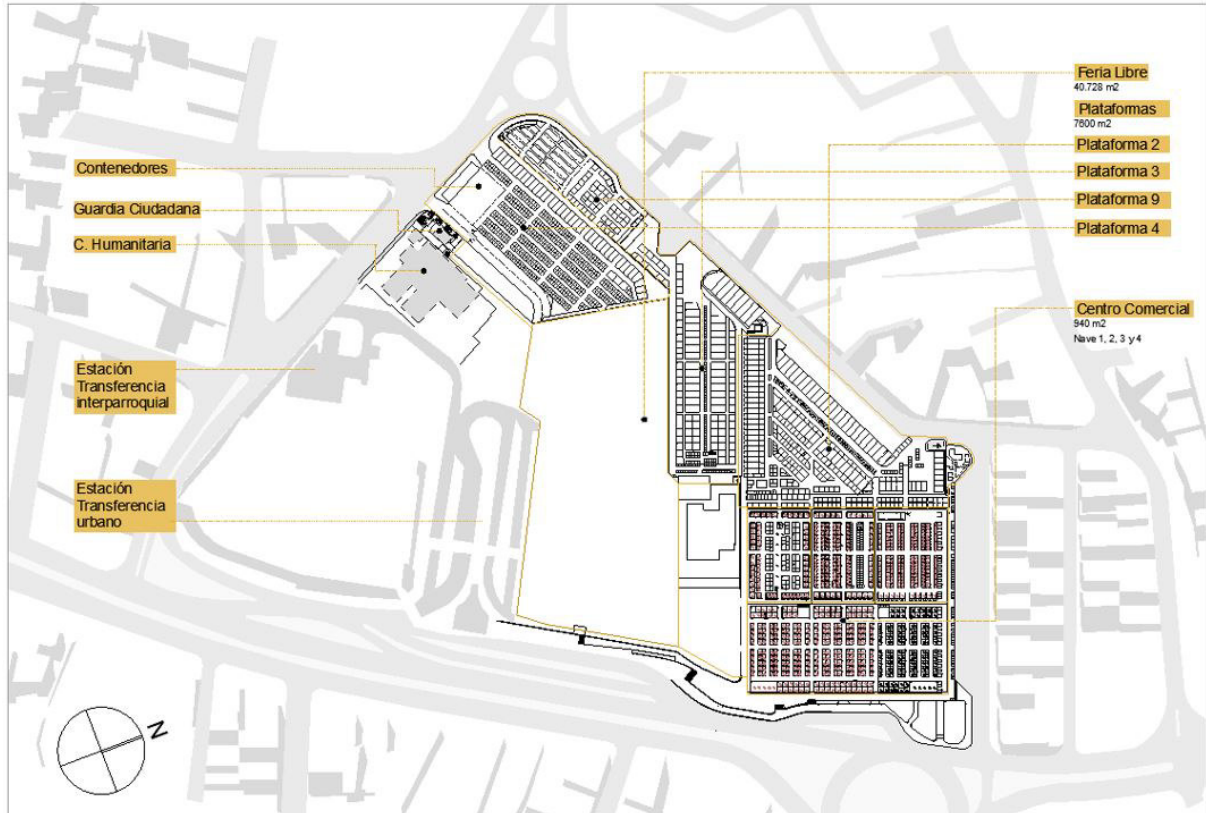 Contenedores
Guardia Ciudadana
C. Humanitaria
Estación
Transferencia
interparroquial
Estación
Transferencia
urbano
Feria Libre
40.728 m2
Plataformas
7600 m2
Plataforma 2
Plataforma 3
Plataforma 9
Plataforma 4
Centro Comercial
940 m2
Nave 1, 2, 3 y 4
N